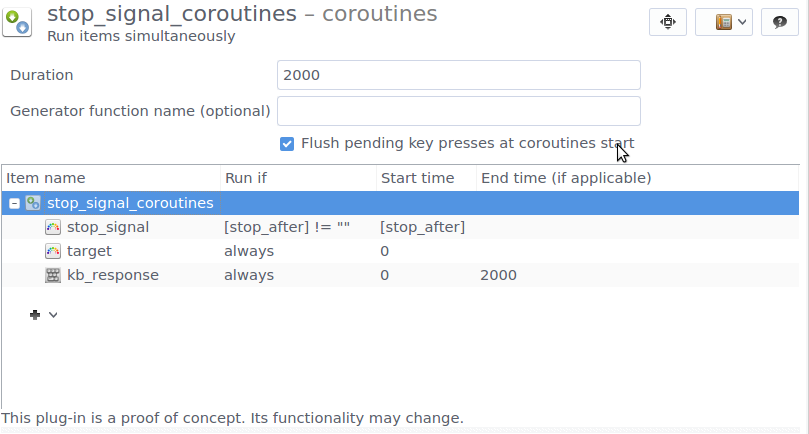 stop_signal_coroutines – coroutines
Run items simultaneously
Duration 2000
Generator function name (optional)
Flush pending key presses at coroutines start
Item name Run if Start time End time (if applicable)
stop_signal_coroutines
stop_signal [stop_after] != "" [stop_after]
target always 0
kb_response always 0 2000
This plug-in is a proof of concept. Its functionality may change.